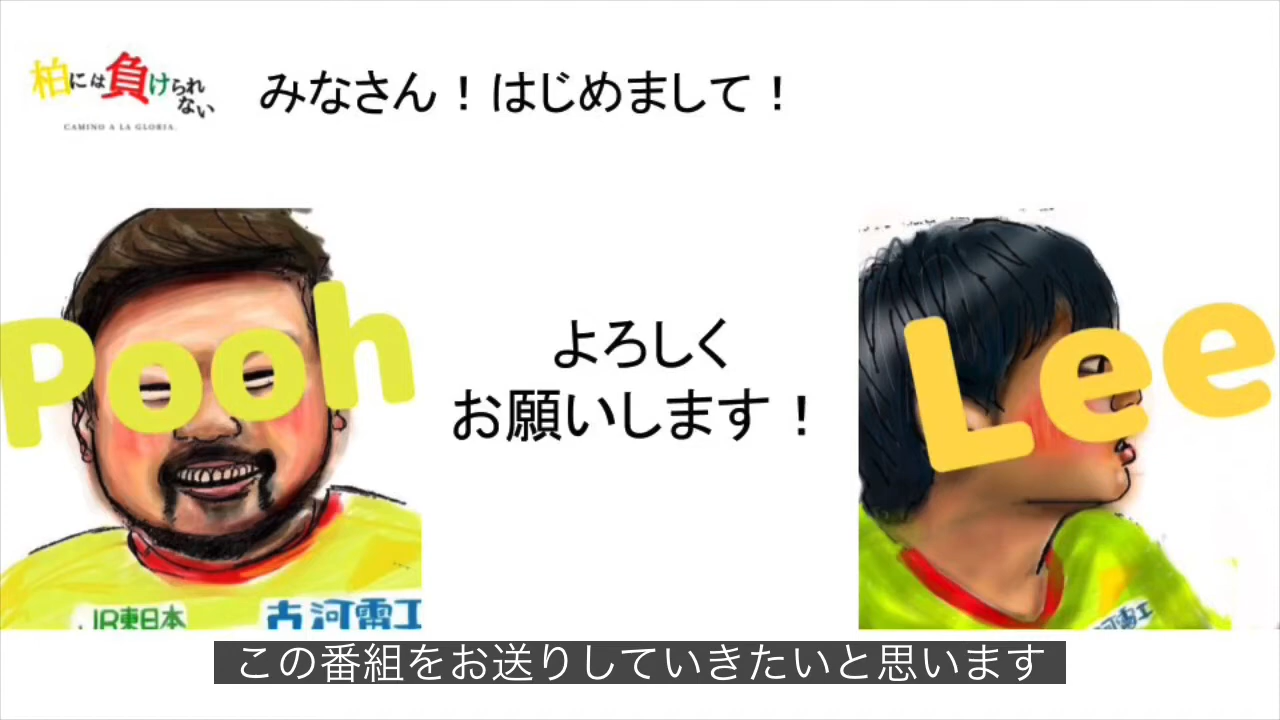 柏には負けられ
ない
CAMINO A LA GLORIA.
みなさん！はじめまして！
Pooh
Lee
よろしく
お願いします！
JR東日本
古河電工
河電工
この番組をお送りしていきたいと思います